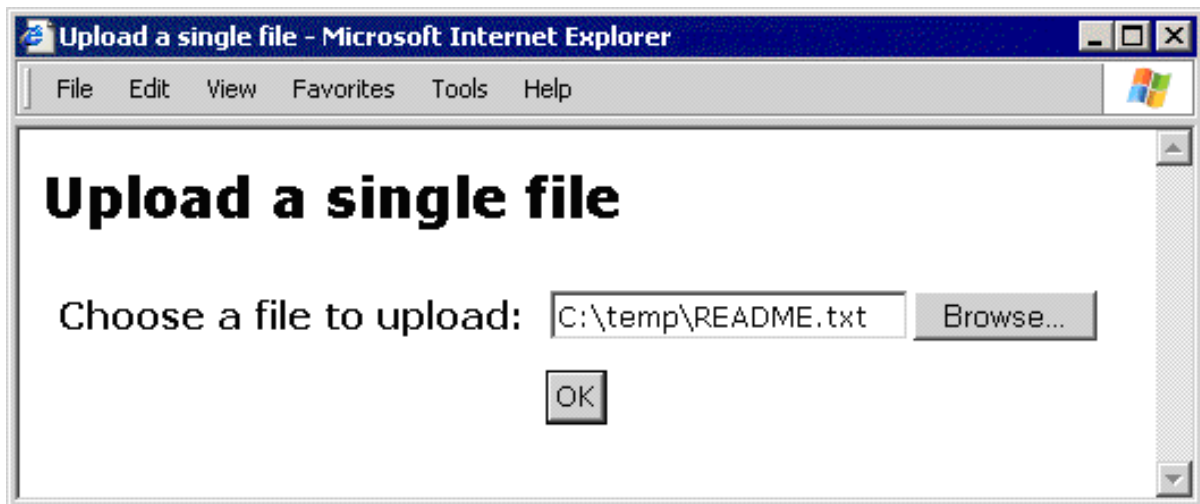 Upload a single file - Microsoft Internet Explorer
File Edit View Favorites Tools Help
Upload a single file
Choose a file to upload: C:\temp\README.txt Browse...
OK